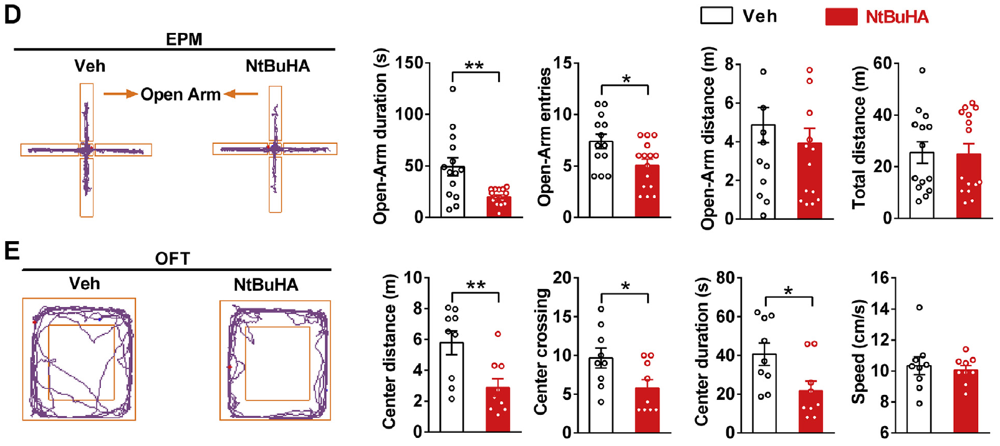 D
Veh
NtBuHA
EPM
Veh
NtBuHA
Open Arm
Open-Arm duration (s)
150
100
50
0
**
Open-Arm entries
15
10
5
0
*
Open-Arm distance (m)
8
6
4
2
0
Total distance (m)
60
40
20
0
E
OFT
Veh
NtBuHA
Center distance (m)
10
8
6
4
2
0
**
Center crossing
20
15
10
5
0
*
Center duration (s)
80
60
40
20
0
*
Speed (cm/s)
16
14
12
10
8
6